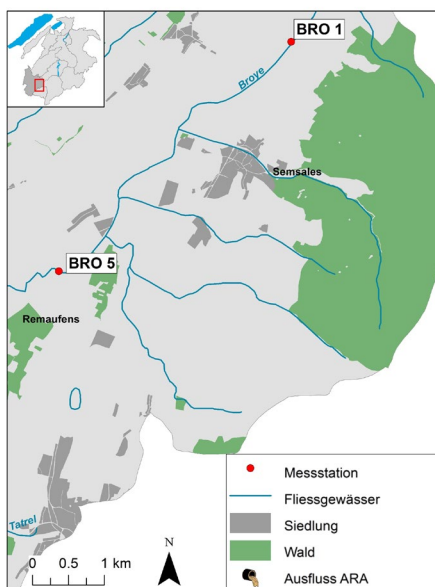 BRO 1
Broye
Semsales
BRO 5
Remaufens
Tatrel
0 0.5 1 km
N
Messstation
Fliessgewässer
Siedlung
Wald
Ausfluss ARA